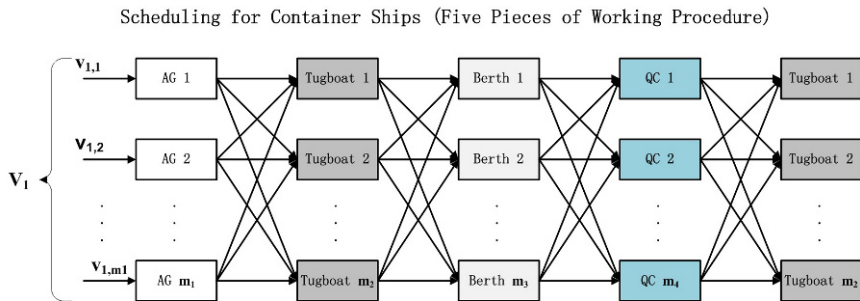 Scheduling for Container Ships (Five Pieces of Working Procedure)
V1,1 AG 1 Tugboat 1 Berth 1 QC 1 Tugboat 1
V1,2 AG 2 Tugboat 2 Berth 2 QC 2 Tugboat 2
V1
V1,m1 AG m1 Tugboat m2 Berth m3 QC m4 Tugboat m2